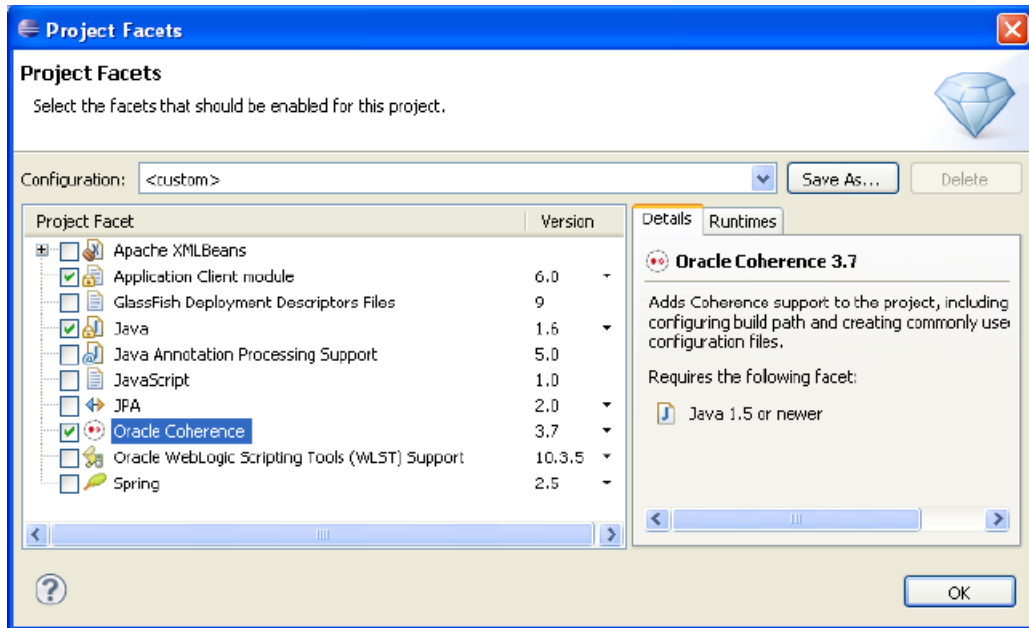 Project Facets
Project Facets
Select the facets that should be enabled for this project.
Configuration: <custom> Save As... Delete
Project Facet Version
Apache XMLBeans
Application Client module 6.0
GlassFish Deployment Descriptors Files 9
Java 1.6
Java Annotation Processing Support 5.0
JavaScript 1.0
JPA 2.0
Oracle Coherence 3.7
Oracle WebLogic Scripting Tools (WLST) Support 10.3.5
Spring 2.5
Details Runtimes
Oracle Coherence 3.7
Adds Coherence support to the project, including
configuring build path and creating commonly use
configuration files.
Requires the following facet:
Java 1.5 or newer
OK